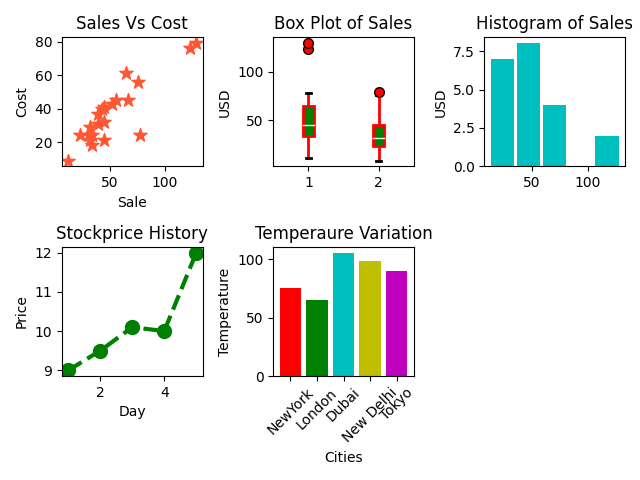 Sales Vs Cost
80
60
40
20
Cost
50
100
Sale
Box Plot of Sales
100
50
USD
1
2
Histogram of Sales
7.5
5.0
2.5
0.0
USD
50
100
Stockprice History
12
11
10
9
Price
2
4
Day
Temperaure Variation
100
50
0
Temperature
NewYork
London
Dubai
New Delhi
Tokyo
Cities